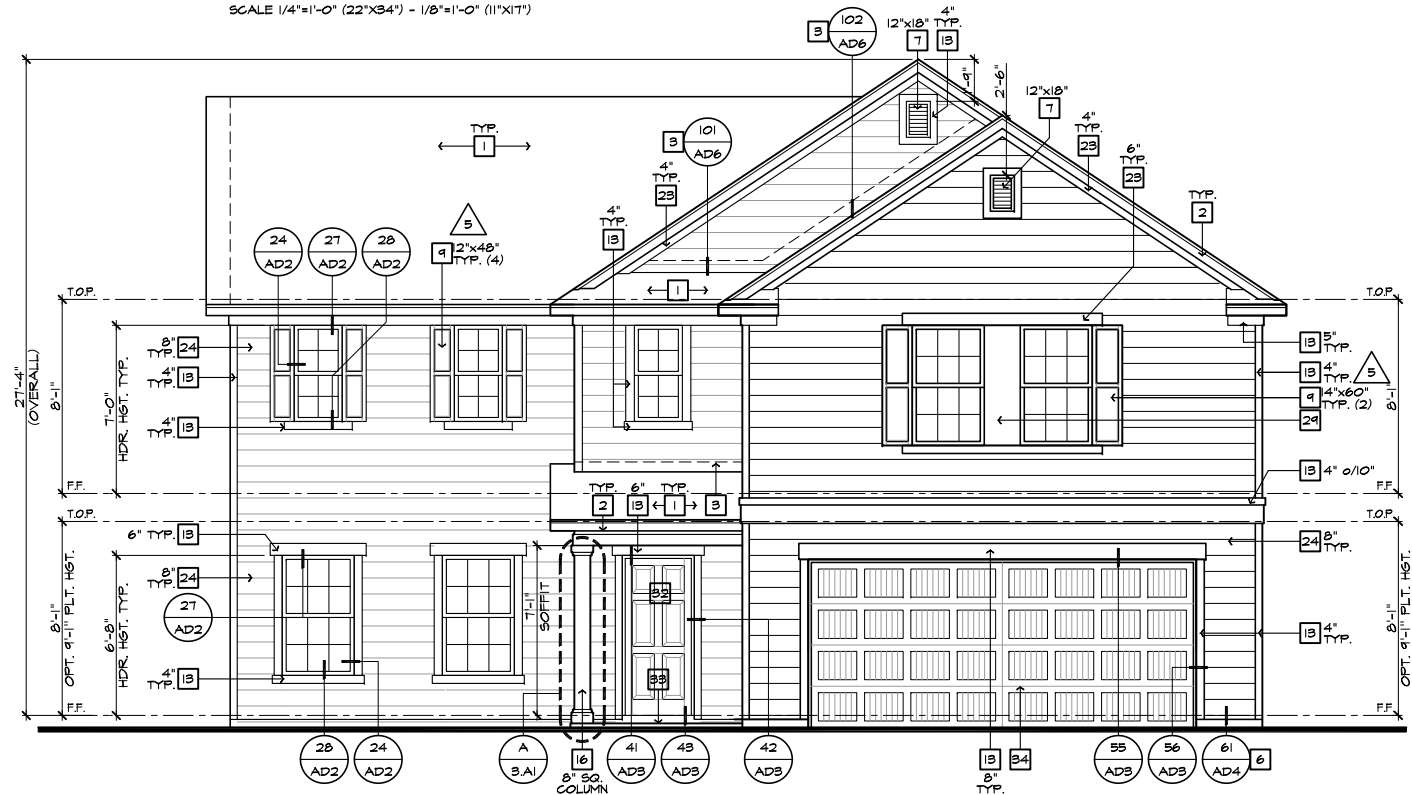 SCALE 1/4"=1'-0" (22"X34") - 1/8"=1'-0" (11"X17")
3 102 AD6
12"x18" 7
4" TYP. 13
2'-6"
12"x18" 7
TYP. 1
3 101 AD6
4" TYP. 23
4" TYP. 23
6" TYP. 23
TYP. 2
4" TYP. 13
5
9 12"x48" TYP. (4)
24 AD2
27 AD2
28 AD2
1
T.O.P.
T.O.P.
8" TYP. 24
4" TYP. 13
4" TYP. 13
13 5" TYP.
13 4" TYP.
5
9 14"x60" TYP. (2)
29
27'-4" (OVERALL)
8'-1"
7'-0" HDR. HGT. TYP.
8'-1"
13 4" o/10"
F.F.
F.F.
TYP. 2
6" 13
TYP. 1
3
T.O.P.
T.O.P.
6" TYP. 13
8" TYP. 24
24 8"
27 AD2
4" TYP. 13
13 4" TYP.
8'-1"
OPT. 9'-1" PLT. HGT.
6'-8" HDR. HGT. TYP.
7'-1" SOFFIT
32
33
8'-1"
OPT. 9'-1" PLT. HGT.
F.F.
F.F.
28 AD2
24 AD2
A 3.A1
16 8" SQ. COLUMN
41 AD3
43 AD3
42 AD3
13 8" TYP.
34
55 AD3
56 AD3
61 AD4
6